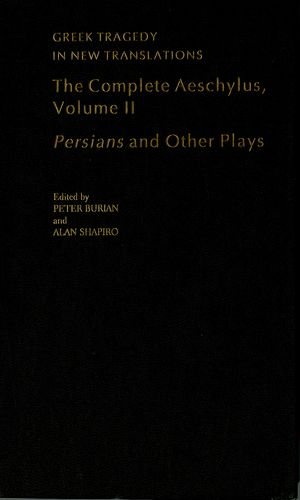 GREEK TRAGEDY
IN NEW TRANSLATIONS
The Complete Aeschylus,
Volume II
Persians and Other Plays
Edited by
PETER BURIAN
and
ALAN SHAPIRO